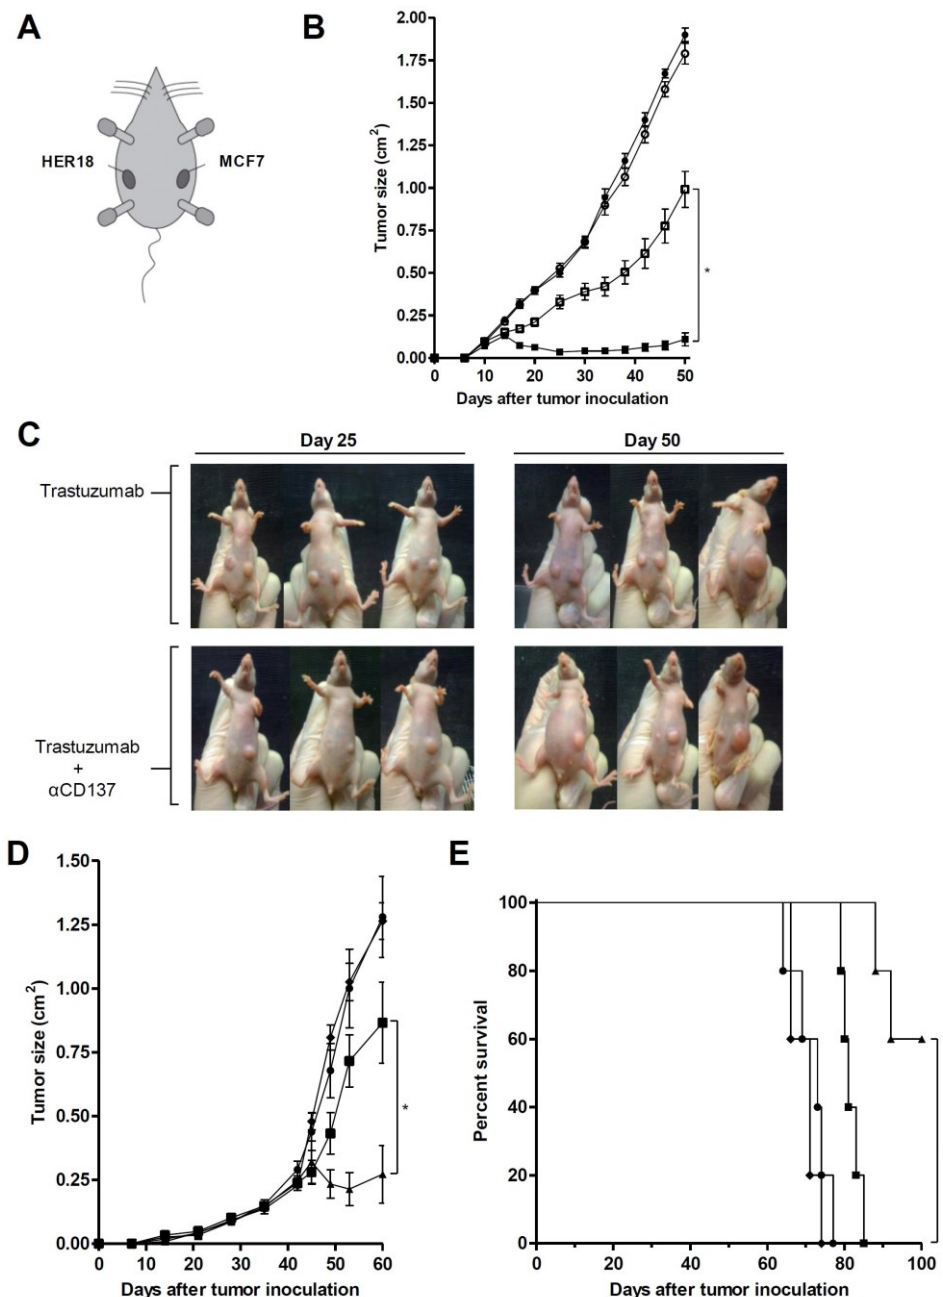 A
HER18
MCF7
B
Tumor size (cm²)
2.00
1.75
1.50
1.25
1.00
0.75
0.50
0.25
0.00
0 10 20 30 40 50
Days after tumor inoculation
*
C
Day 25
Day 50
Trastuzumab
Trastuzumab
+
αCD137
D
Tumor size (cm²)
1.50
1.25
1.00
0.75
0.50
0.25
0.00
0 10 20 30 40 50 60
Days after tumor inoculation
*
E
Percent survival
100
80
60
40
20
0
0 20 40 60 80 100
Days after tumor inoculation